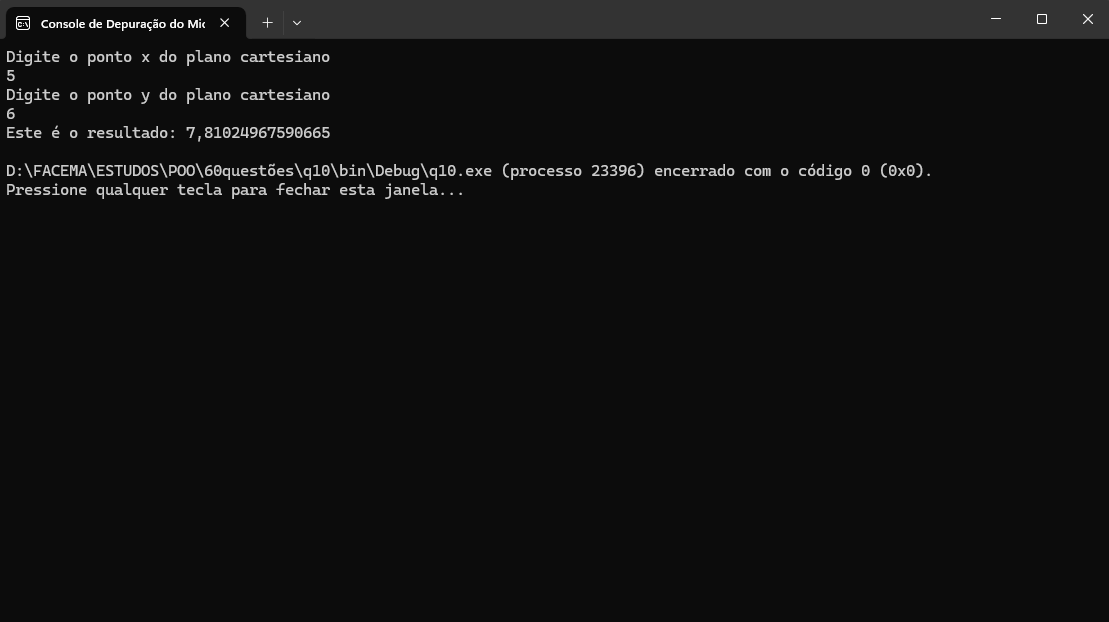 Console de Depuração do Mic
Digite o ponto x do plano cartesiano
5
Digite o ponto y do plano cartesiano
6
Este é o resultado: 7,81024967590665
D:\FACEMA\ESTUDOS\POO\60questões\q10\bin\Debug\q10.exe (processo 23396) encerrado com o código 0 (0x0).
Pressione qualquer tecla para fechar esta janela...